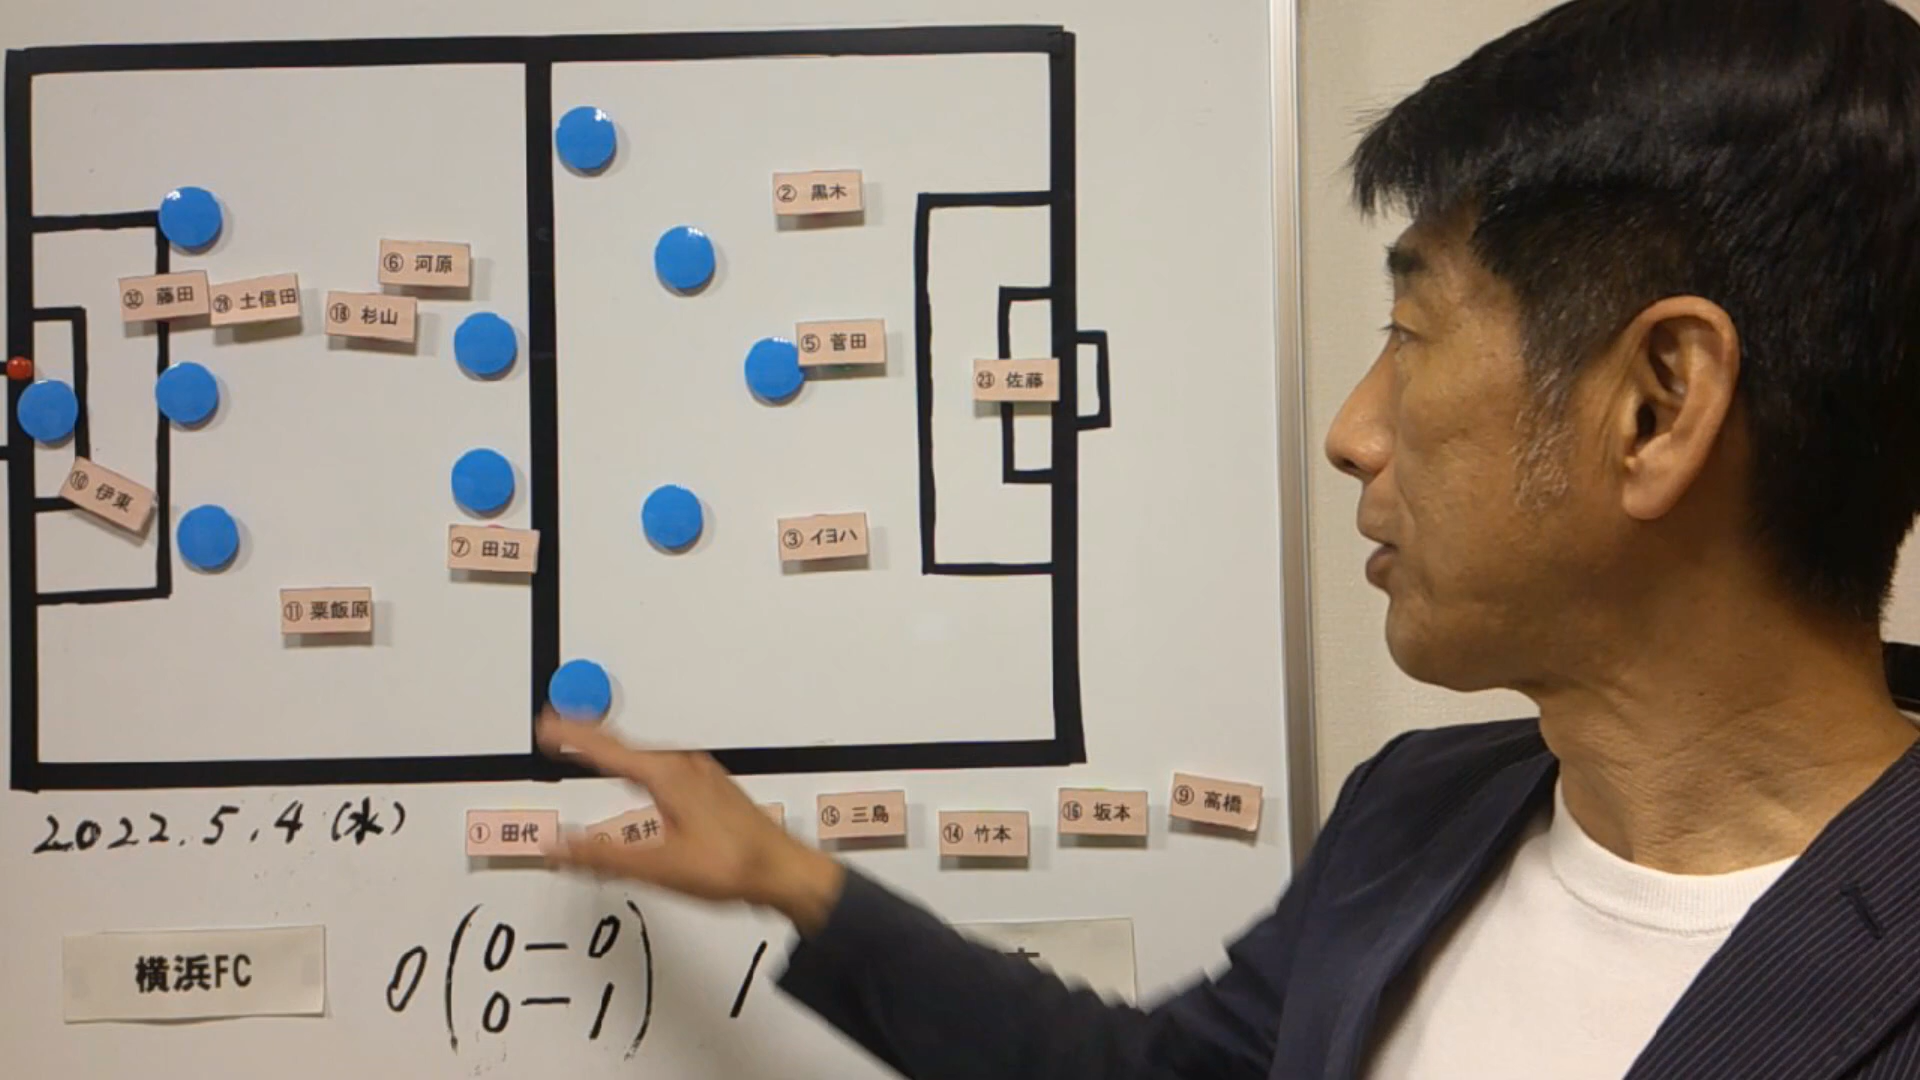 ② 黒木
⑥ 河原
㉜ 藤田
㉘ 土信田
⑱ 杉山
⑤ 菅田
㉓ 佐藤
⑩ 伊東
⑦ 田辺
③ イヨハ
⑪ 粟飯原
2022.5.4(水)
① 田代
酒井
⑮ 三島
⑭ 竹本
⑯ 坂本
⑨ 高橋
横浜FC
0(0-0
0-1) 1